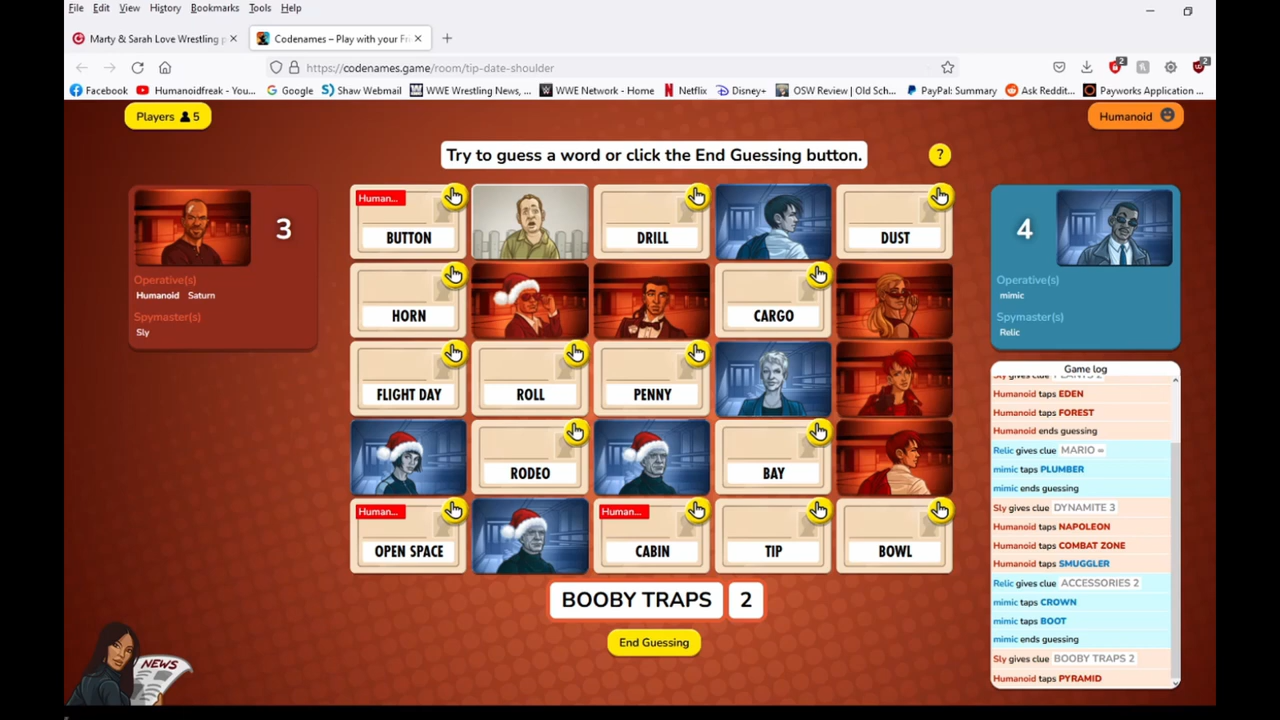 File Edit View History Bookmarks Tools Help
Marty & Sarah Love Wrestling p
Codenames – Play with your Fri
https://codenames.game/room/tip-date-shoulder
2
2
Facebook
Humanoidfreak - You...
Google
Shaw Webmail
WWE Wrestling News, ...
WWE Network - Home
Netflix
Disney+
OSW Review | Old Sch...
PayPal: Summary
Ask Reddit...
Payworks Application ...
Players 5
Humanoid
Try to guess a word or click the End Guessing button.
?
3
Operative(s)
Humanoid Saturn
Spymaster(s)
Sly
Human...
BUTTON
DRILL
DUST
HORN
CARGO
FLIGHT DAY
ROLL
PENNY
RODEO
BAY
Human...
OPEN SPACE
Human...
CABIN
TIP
BOWL
4
Operative(s)
mimic
Spymaster(s)
Relic
Game log
Sly gives clue PLANTS 2
Humanoid taps EDEN
Humanoid taps FOREST
Humanoid ends guessing
Relic gives clue MARIO ∞
mimic taps PLUMBER
mimic ends guessing
Sly gives clue DYNAMITE 3
Humanoid taps NAPOLEON
Humanoid taps COMBAT ZONE
Humanoid taps SMUGGLER
Relic gives clue ACCESSORIES 2
mimic taps CROWN
mimic taps BOOT
mimic ends guessing
Sly gives clue BOOBY TRAPS 2
Humanoid taps PYRAMID
BOOBY TRAPS
2
End Guessing
NEWS